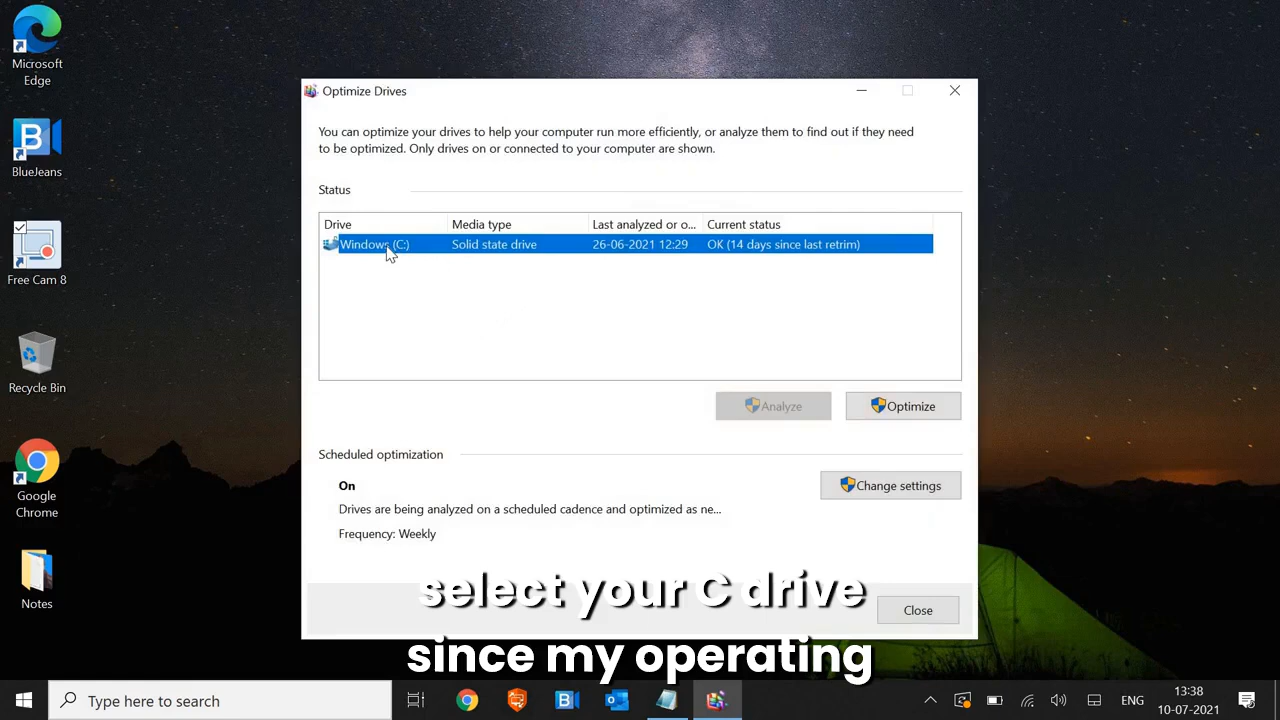 Microsoft
Edge
BlueJeans
Free Cam 8
Recycle Bin
Google
Chrome
Notes
Optimize Drives
You can optimize your drives to help your computer run more efficiently, or analyze them to find out if they need
to be optimized. Only drives on or connected to your computer are shown.
Status
Drive Media type Last analyzed or o... Current status
Windows (C:) Solid state drive 26-06-2021 12:29 OK (14 days since last retrim)
Analyze Optimize
Scheduled optimization
On
Change settings
Drives are being analyzed on a scheduled cadence and optimized as ne...
Frequency: Weekly
Close
select your C drive
since my operating
Type here to search
ENG
13:38
10-07-2021